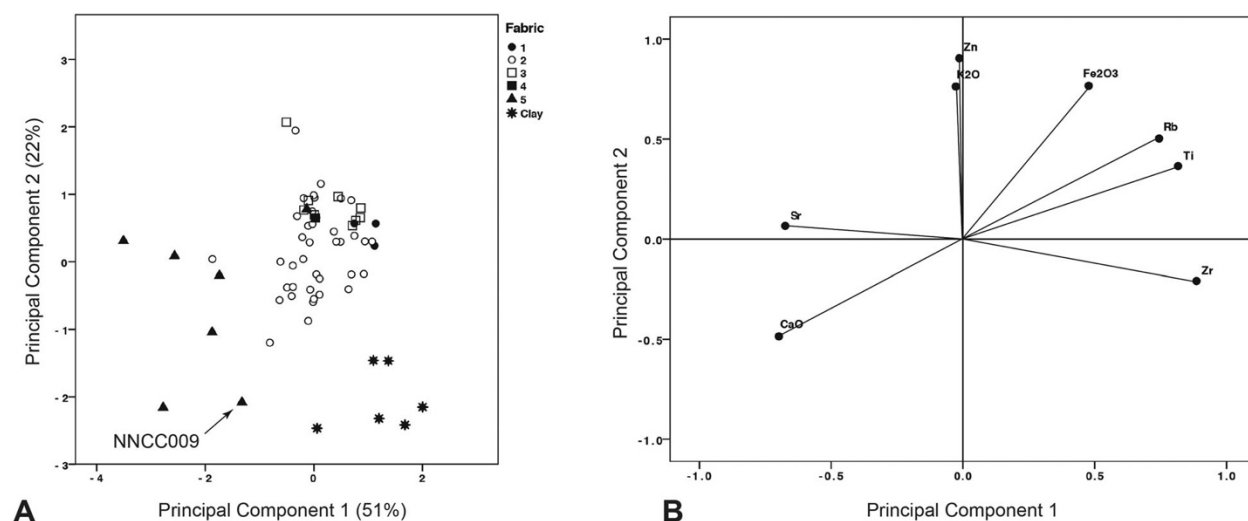 Principal Component 2 (22%)
3
2
1
0
-1
-2
-3
-4
-2
0
2
Principal Component 1 (51%)
Fabric
1
2
3
4
5
Clay
NNCC009
A
Principal Component 2
1.0
0.5
0.0
-0.5
-1.0
-1.0
-0.5
0.0
0.5
1.0
Principal Component 1
Zn
K2O
Fe2O3
Rb
Ti
Sr
Zr
CaO
B